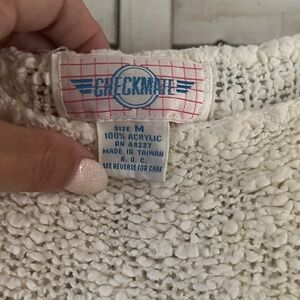 CHECKMATE
SIZE M
100% ACRYLIC
RN 48227
MADE IN TAIWAN
R. O. C.
SEE REVERSE FOR CARE